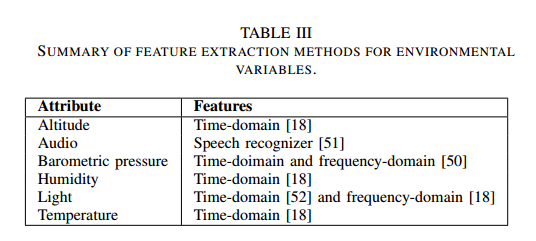 TABLE III
SUMMARY OF FEATURE EXTRACTION METHODS FOR ENVIRONMENTAL
VARIABLES.
Attribute Features
Altitude Time-domain [18]
Audio Speech recognizer [51]
Barometric pressure Time-doimain and frequency-domain [50]
Humidity Time-domain [18]
Light Time-domain [52] and frequency-domain [18]
Temperature Time-domain [18]